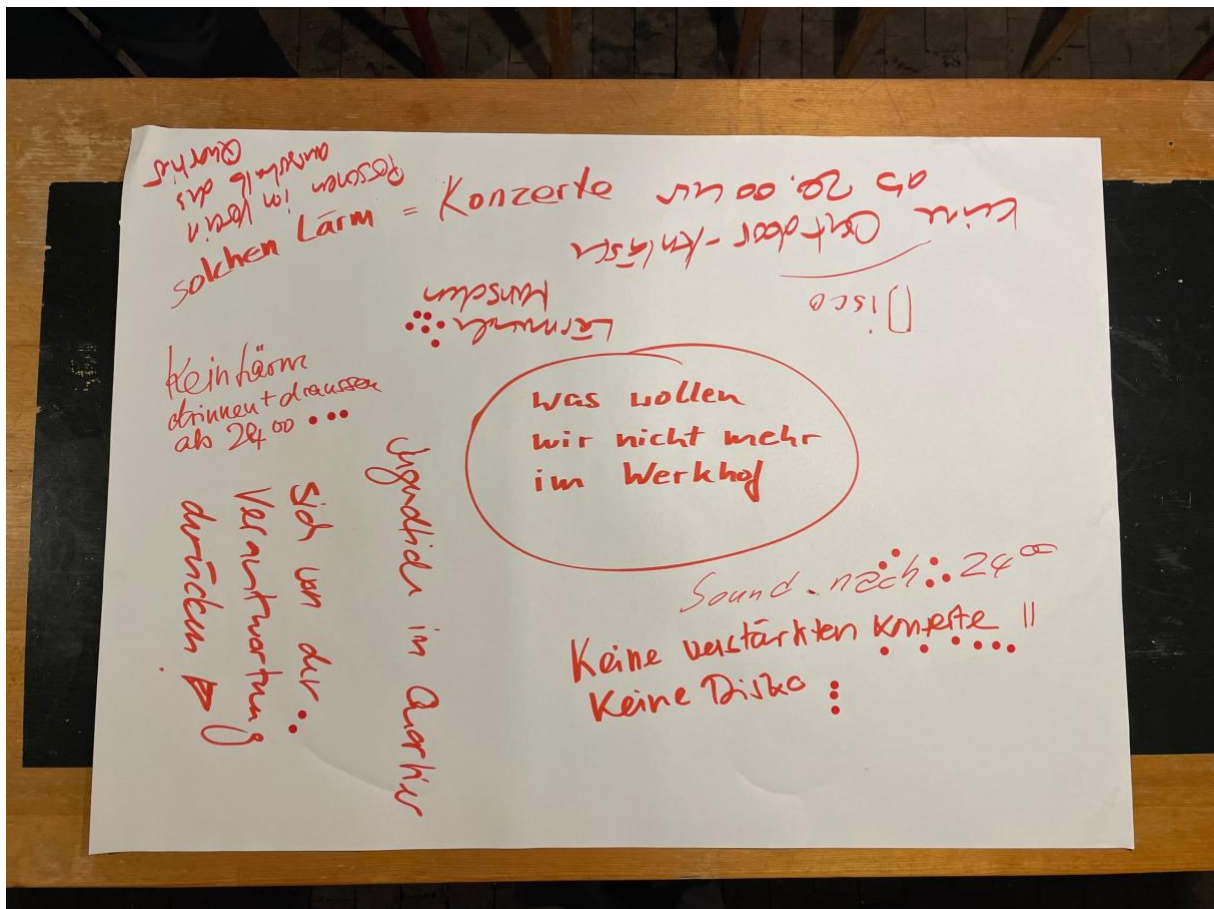 was wollen
wir nicht mehr
im Werkhof
solchen Lärm = Konzerte
Personen im Verein
ausserhalb des
Quartier
keine Outdoor-Anlässe
ab 20.00 Uhr
Disco
Lärmende
Menschen
Kein Lärm
drinnen + draussen
ab 24 00
Sich von der
Verantwortung
drücken!
Jugendliche in Quartier
Sound nach 24 00
Keine verstärkten Konzerte !!
Keine Disko